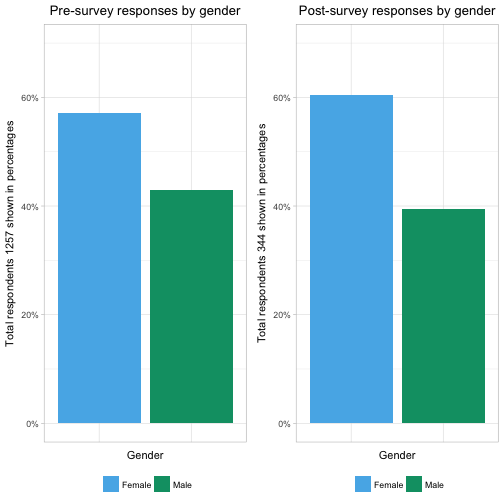 Pre-survey responses by gender
Total respondents 1257 shown in percentages
60%
40%
20%
0%
Gender
Female Male
Post-survey responses by gender
Total respondents 344 shown in percentages
60%
40%
20%
0%
Gender
Female Male